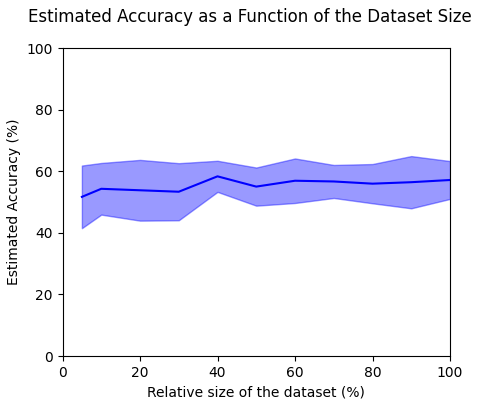 Estimated Accuracy as a Function of the Dataset Size
100
80
60
40
20
0
Estimated Accuracy (%)
0 20 40 60 80 100
Relative size of the dataset (%)